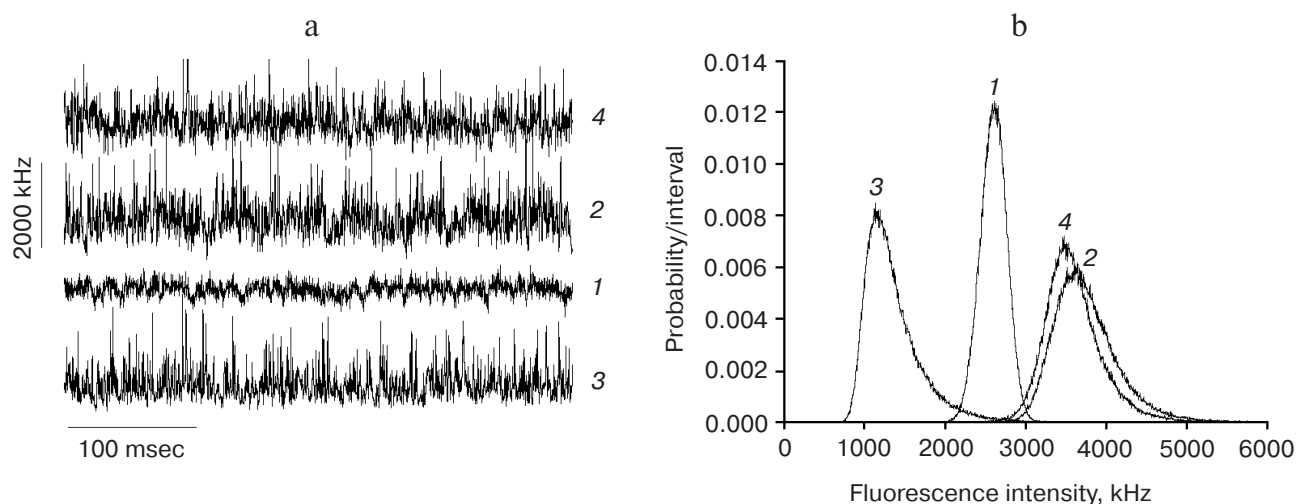 a
4
2
1
3
2000 kHz
100 msec
b
0.014
0.012
0.010
0.008
0.006
0.004
0.002
0.000
Probability/interval
1
3
4
2
0 1000 2000 3000 4000 5000 6000
Fluorescence intensity, kHz